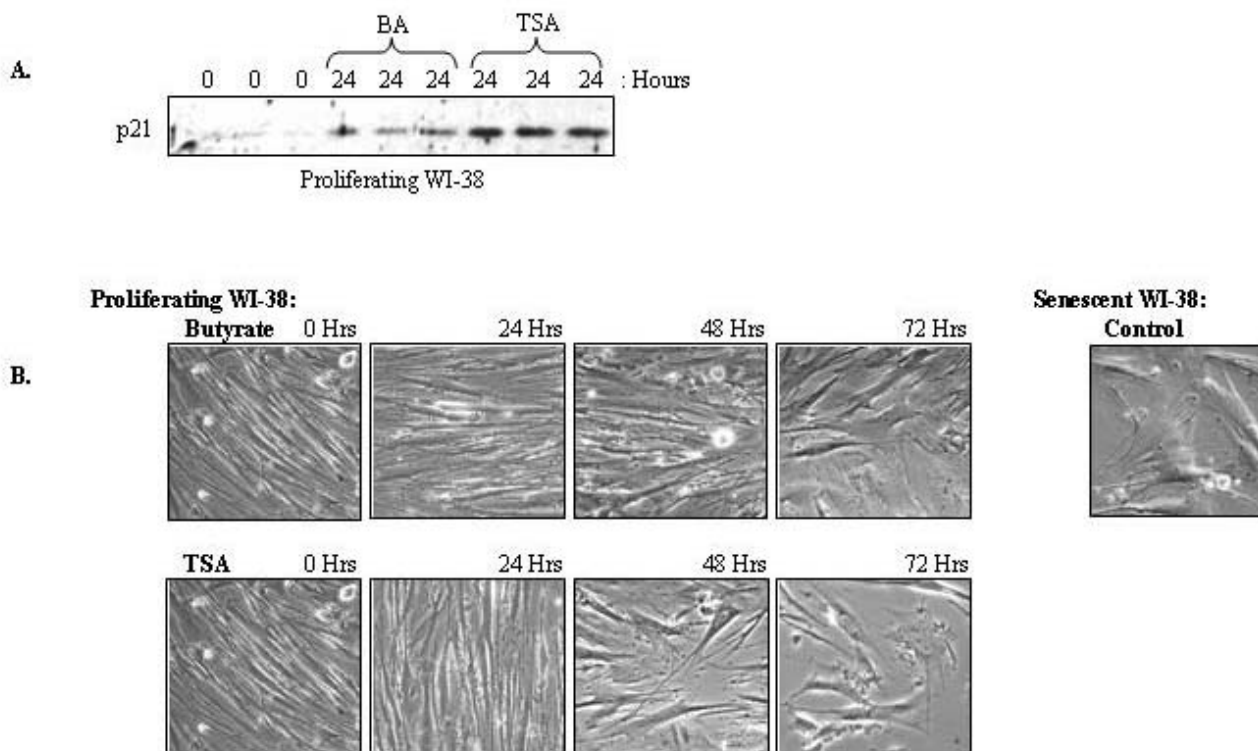 BA TSA
A. 0 0 0 24 24 24 24 24 24 : Hours
p21
Proliferating WI-38
Proliferating WI-38: Senescent WI-38:
Butyrate 0 Hrs 24 Hrs 48 Hrs 72 Hrs Control
B.
TSA 0 Hrs 24 Hrs 48 Hrs 72 Hrs